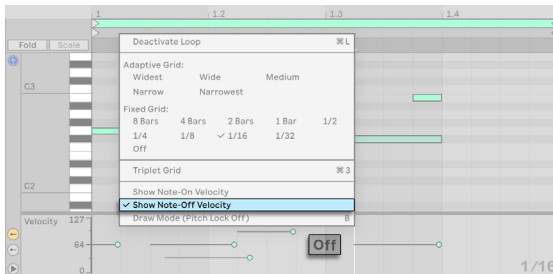 1
1.2
1.3
1.4
Fold
Scale
Deactivate Loop ⌘L
Adaptive Grid:
Widest Wide Medium
Narrow Narrowest
Fixed Grid:
8 Bars 4 Bars 2 Bars 1 Bar 1/2
1/4 1/8 ✓ 1/16 1/32
Off
Triplet Grid ⌘3
Show Note-On Velocity
✓ Show Note-Off Velocity
Draw Mode (Pitch Lock Off) B
C3
C2
Velocity 127
64
0
Off
1/16